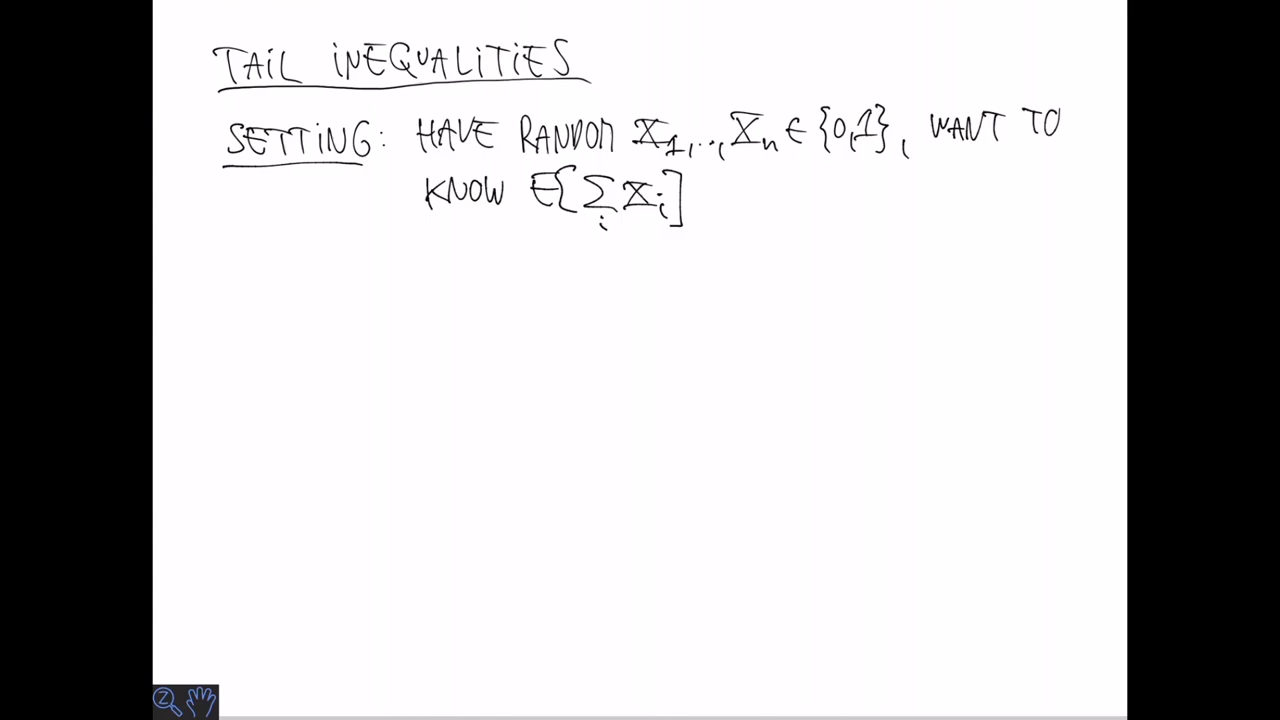 TAIL INEQUALITIES
SETTING: HAVE RANDOM X₁,..,Xₙ ∈ {0,1}, WANT TO
KNOW E[∑ᵢ Xᵢ]
Z